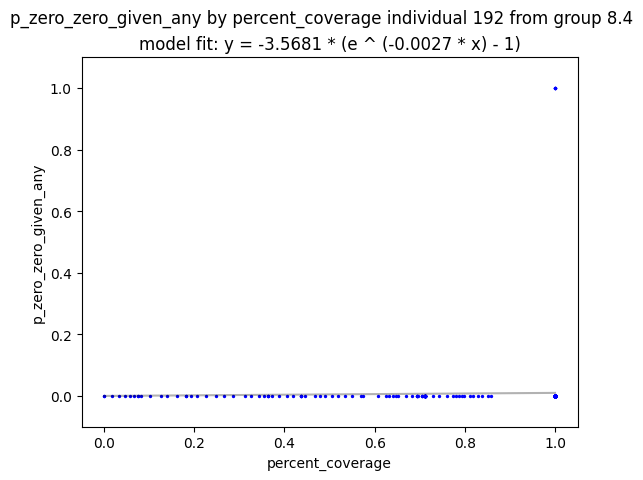 p_zero_zero_given_any by percent_coverage individual 192 from group 8.4
model fit: y = -3.5681 * (e ^ (-0.0027 * x) - 1)
1.0
0.8
0.6
0.4
0.2
0.0
p_zero_zero_given_any
0.0 0.2 0.4 0.6 0.8 1.0
percent_coverage